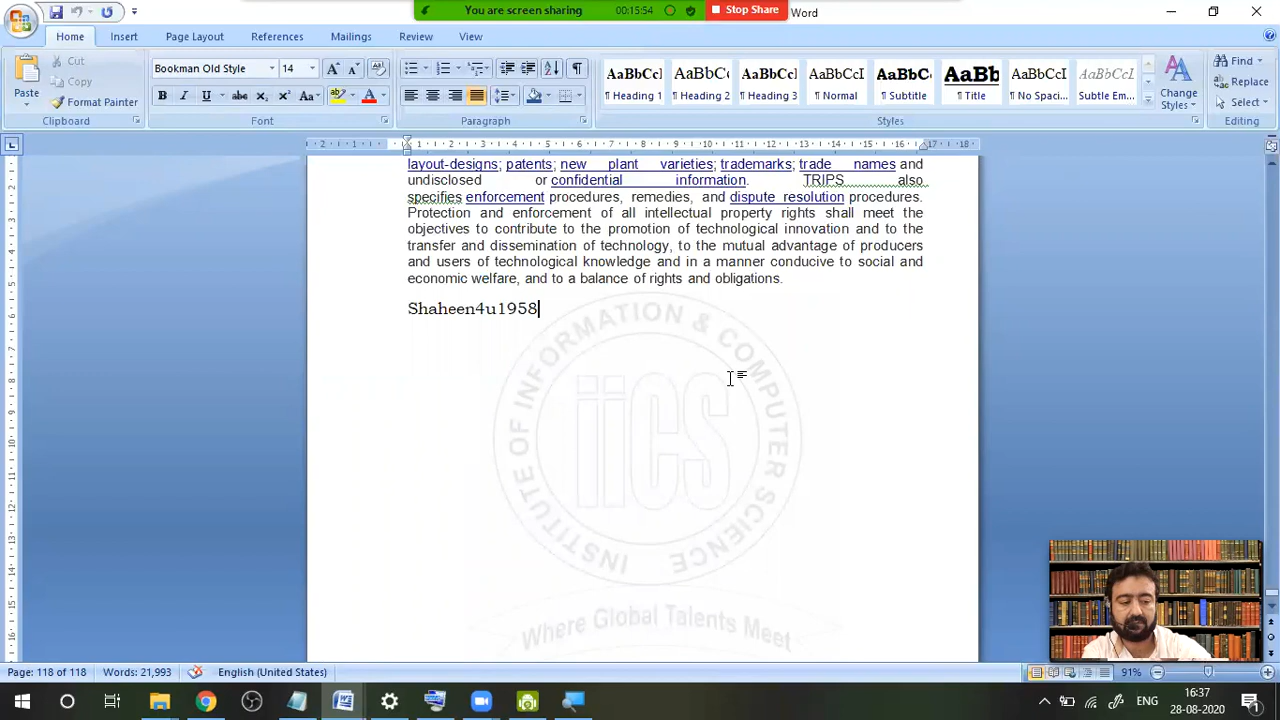 You are screen sharing
00:15:54
Stop Share
Word
Home
Insert
Page Layout
References
Mailings
Review
View
Paste
Cut
Copy
Format Painter
Clipboard
Bookman Old Style
14
Font
Paragraph
AaBbCcI
¶ Heading 1
AaBbCcI
¶ Heading 2
AaBbCcI
¶ Heading 3
AaBbCcI
¶ Normal
AaBbCc
¶ Subtitle
AaBb
¶ Title
AaBbCcI
¶ No Spaci...
AaBbCcI
Subtle Em...
Change Styles
Styles
Find
Replace
Select
Editing
layout-designs; patents; new plant varieties; trademarks; trade names and
undisclosed or confidential information. TRIPS also
specifies enforcement procedures, remedies, and dispute resolution procedures.
Protection and enforcement of all intellectual property rights shall meet the
objectives to contribute to the promotion of technological innovation and to the
transfer and dissemination of technology, to the mutual advantage of producers
and users of technological knowledge and in a manner conducive to social and
economic welfare, and to a balance of rights and obligations.
Shaheen4u1958
INSTITUTE OF INFORMATION & COMPUTER SCIENCE
iiCS
Where Global Talents Meet
Page: 118 of 118
Words: 21,993
English (United States)
91%
ENG
16:37
28-08-2020